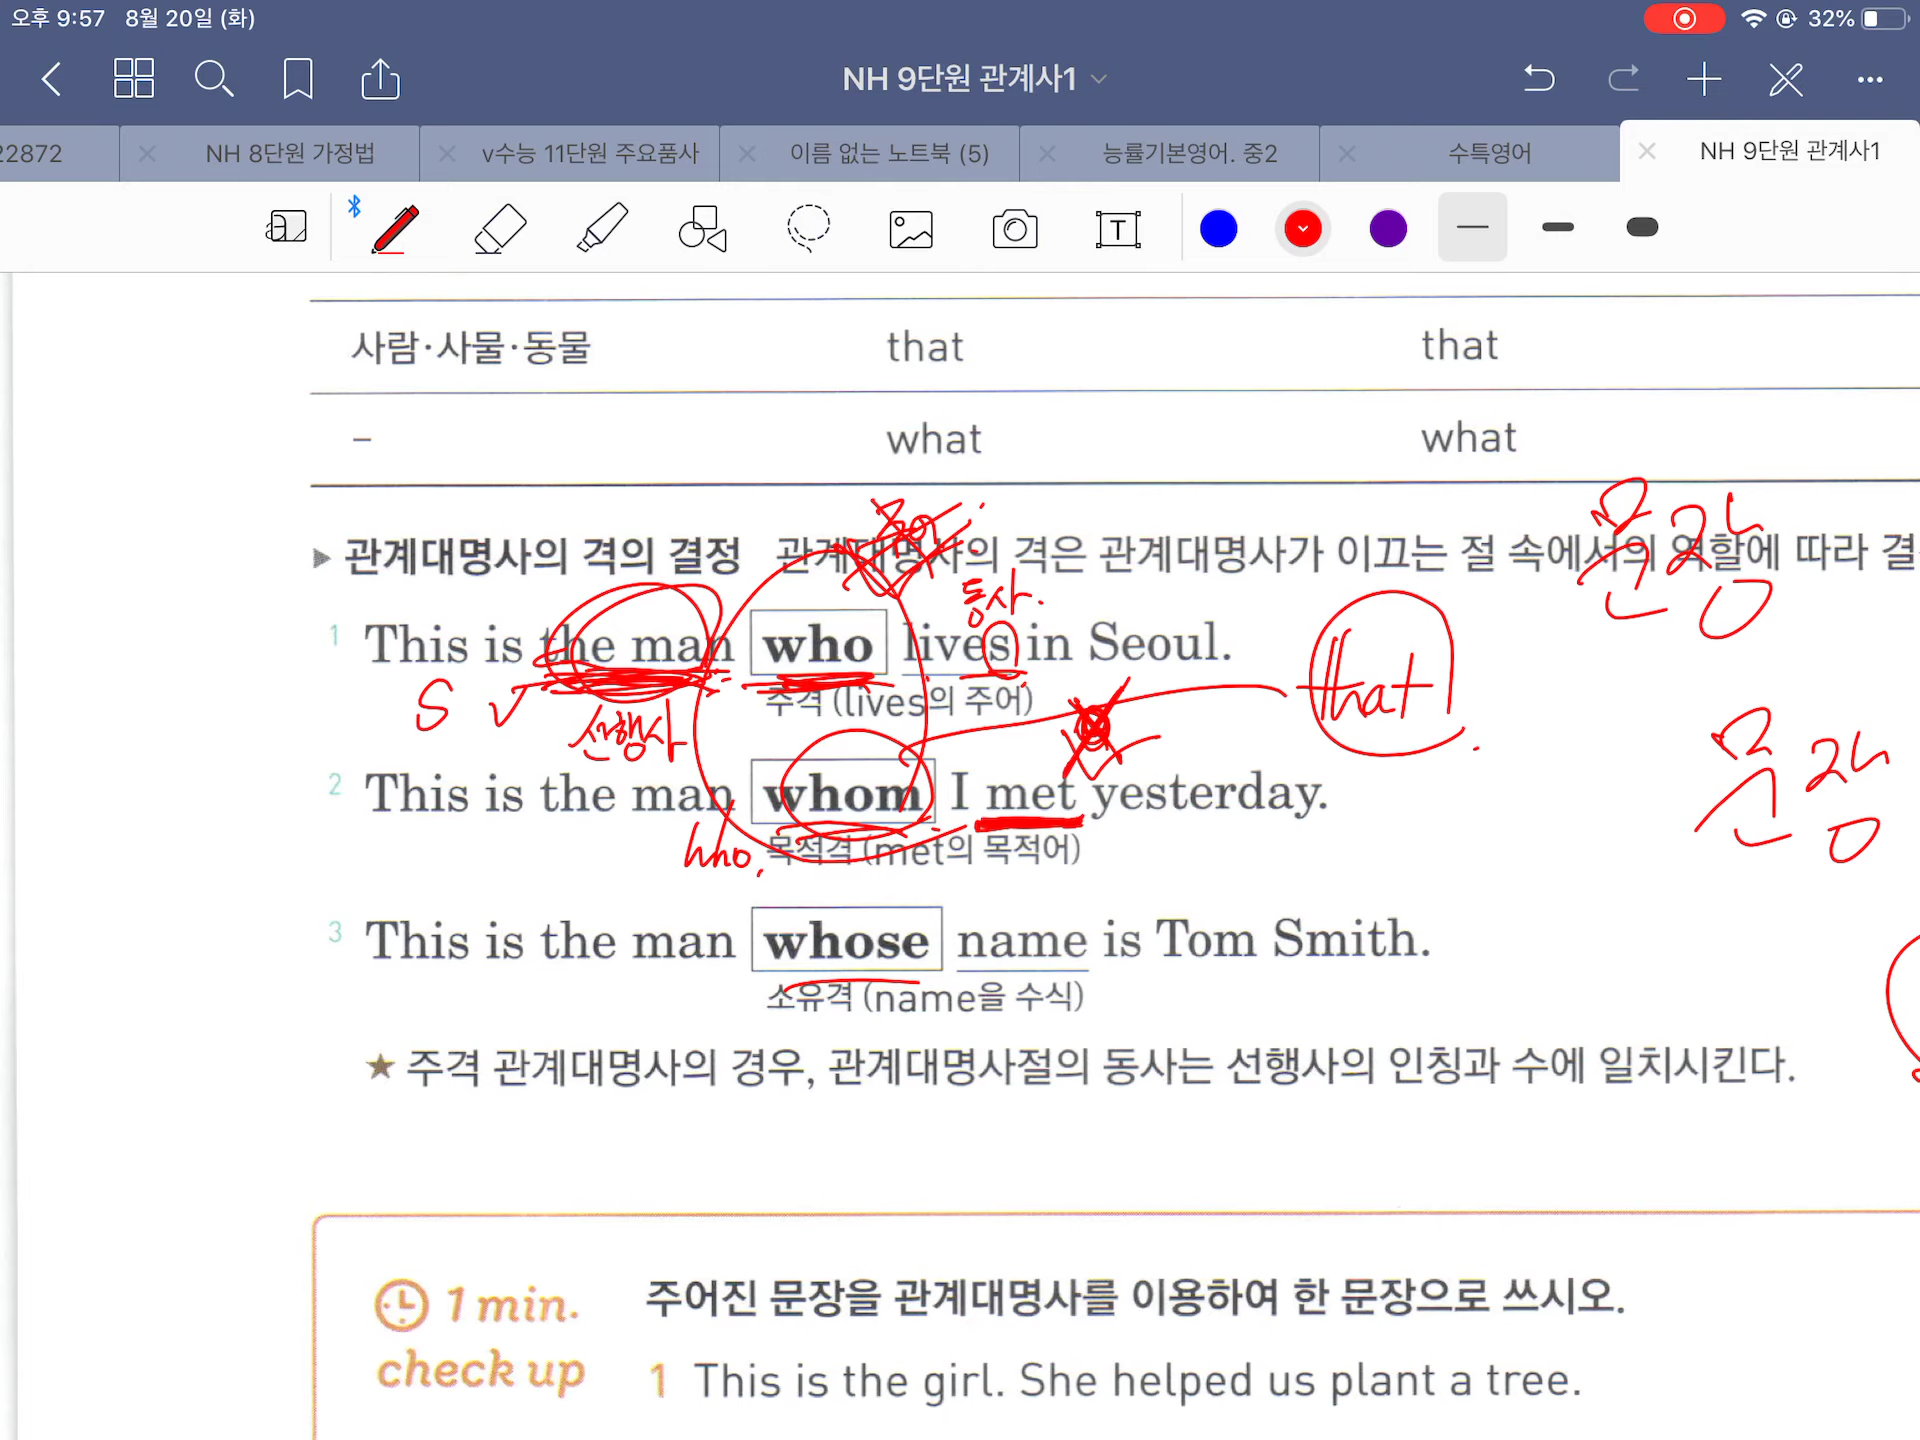 오후 9:57 8월 20일 (화) 32%
NH 9단원 관계사1
22872 NH 8단원 가정법 v수능 11단원 주요품사 이름 없는 노트북 (5) 능률기본영어. 중2 수특영어 NH 9단원 관계사1
사람·사물·동물 that that
– what what
▶ 관계대명사의 격의 결정 관계대명사의 격은 관계대명사가 이끄는 절 속에서의 역할에 따라 결
문장
동사.
1 This is the man who lives in Seoul.
that
S V 선행사 주격 (lives의 주어)
2 This is the man whom I met yesterday.
문장
who. 목적격 (met의 목적어)
3 This is the man whose name is Tom Smith.
소유격 (name을 수식)
★ 주격 관계대명사의 경우, 관계대명사절의 동사는 선행사의 인칭과 수에 일치시킨다.
1 min. 주어진 문장을 관계대명사를 이용하여 한 문장으로 쓰시오.
check up 1 This is the girl. She helped us plant a tree.